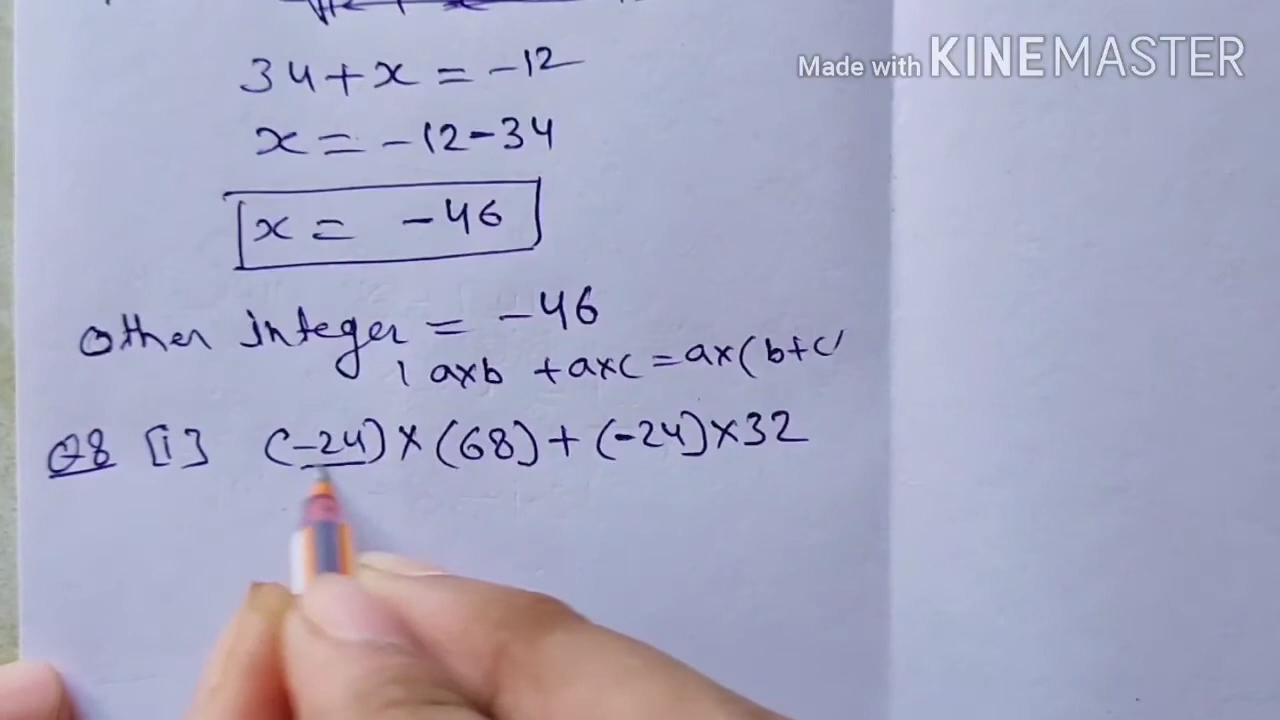 Made with KINEMASTER
34+x = -12
x = -12-34
x = -46
Other integer = -46
axb +axc = ax(b+c)
Q8 [i] (-24)×(68)+(-24)×32